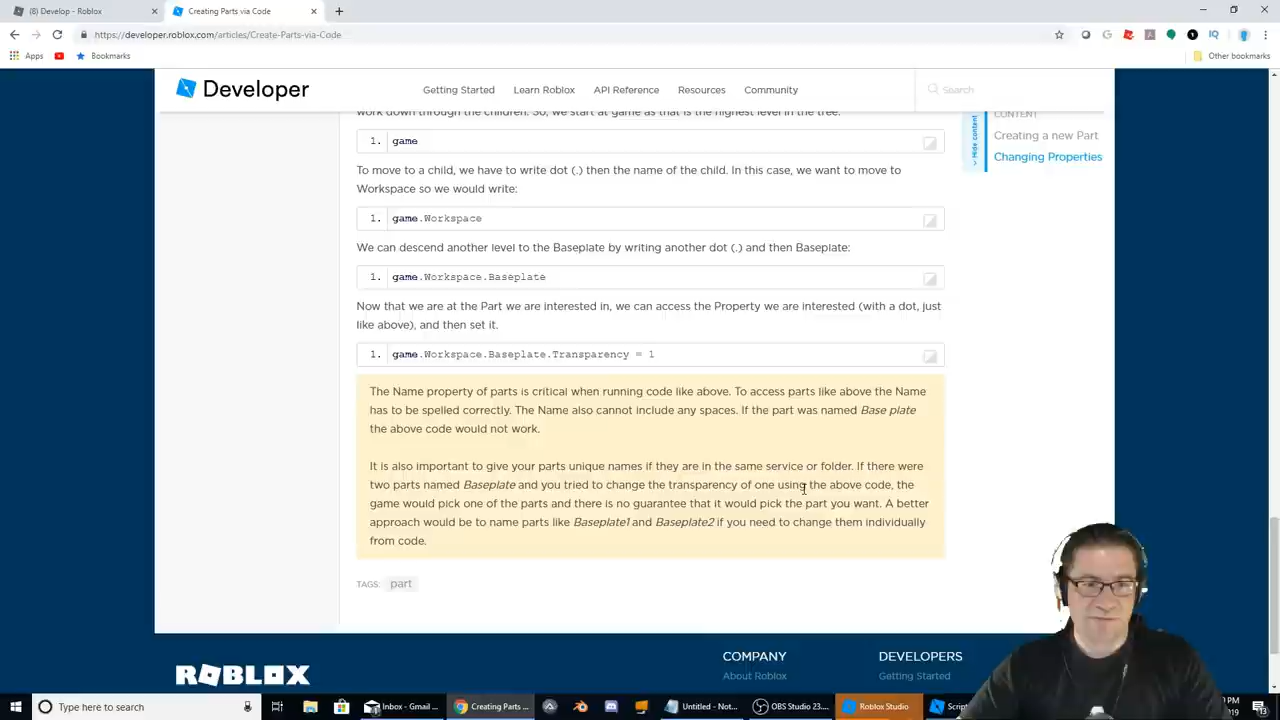 (8) Develop - Roblox
Creating Parts via Code
https://developer.roblox.com/articles/Create-Parts-via-Code
Apps
Bookmarks
Other bookmarks
Developer
Getting Started
Learn Roblox
API Reference
Resources
Community
Search
work down through the children. So, we start at game as that is the highest level in the tree.
CONTENT
Hide content
Creating a new Part
Changing Properties
1. game
To move to a child, we have to write dot (.) then the name of the child. In this case, we want to move to
Workspace so we would write:
1. game.Workspace
We can descend another level to the Baseplate by writing another dot (.) and then Baseplate:
1. game.Workspace.Baseplate
Now that we are at the Part we are interested in, we can access the Property we are interested (with a dot, just
like above), and then set it.
1. game.Workspace.Baseplate.Transparency = 1
The Name property of parts is critical when running code like above. To access parts like above the Name
has to be spelled correctly. The Name also cannot include any spaces. If the part was named Base plate
the above code would not work.
It is also important to give your parts unique names if they are in the same service or folder. If there were
two parts named Baseplate and you tried to change the transparency of one using the above code, the
game would pick one of the parts and there is no guarantee that it would pick the part you want. A better
approach would be to name parts like Baseplate1 and Baseplate2 if you need to change them individually
from code.
TAGS: part
ROBLOX
COMPANY
DEVELOPERS
About Roblox
Getting Started
Type here to search
Inbox - Gmail ...
Creating Parts ...
Untitled - Not...
OBS Studio 23....
Roblox Studio
Script